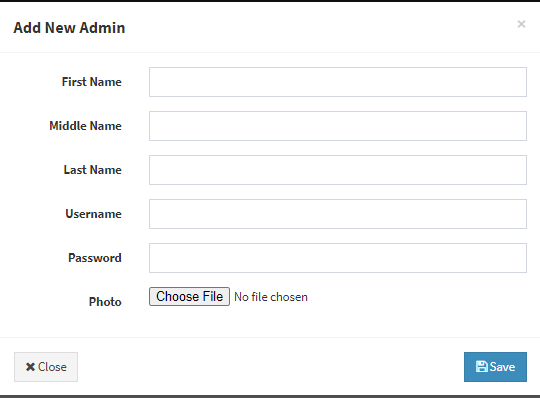 Add New Admin ×
First Name
Middle Name
Last Name
Username
Password
Photo Choose File No file chosen
Close Save